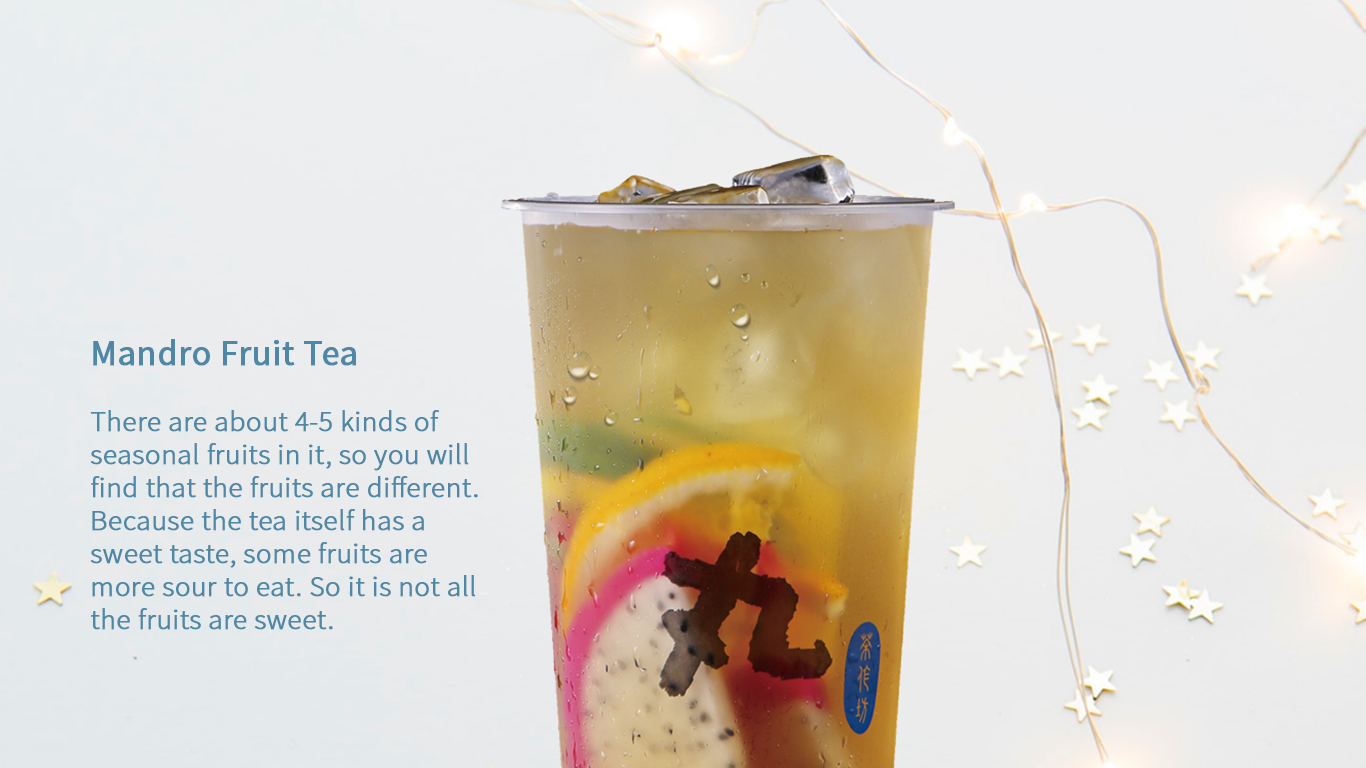 Mandro Fruit Tea
There are about 4-5 kinds of
seasonal fruits in it, so you will
find that the fruits are different.
Because the tea itself has a
sweet taste, some fruits are
more sour to eat. So it is not all
the fruits are sweet.
丸
茶作坊